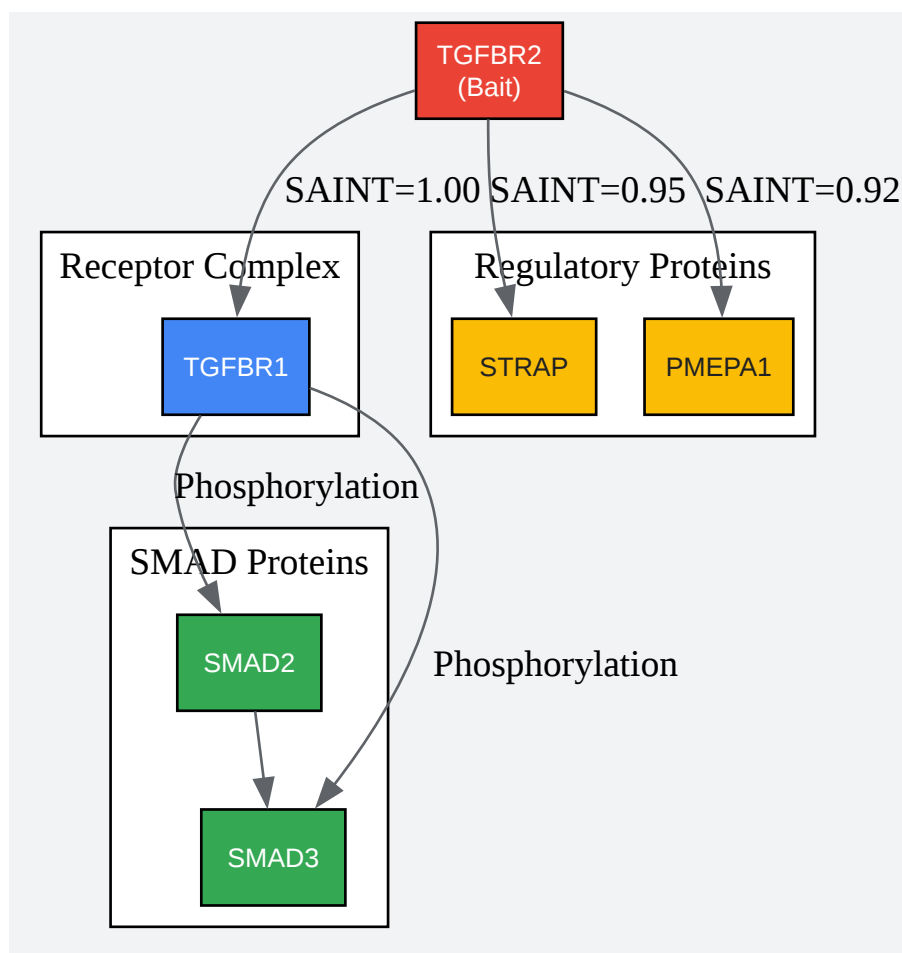 TGFBR2
(Bait)
SAINT=1.00
SAINT=0.95
SAINT=0.92
Receptor Complex
Regulatory Proteins
TGFBR1
STRAP
PMEPA1
Phosphorylation
SMAD Proteins
SMAD2
Phosphorylation
SMAD3